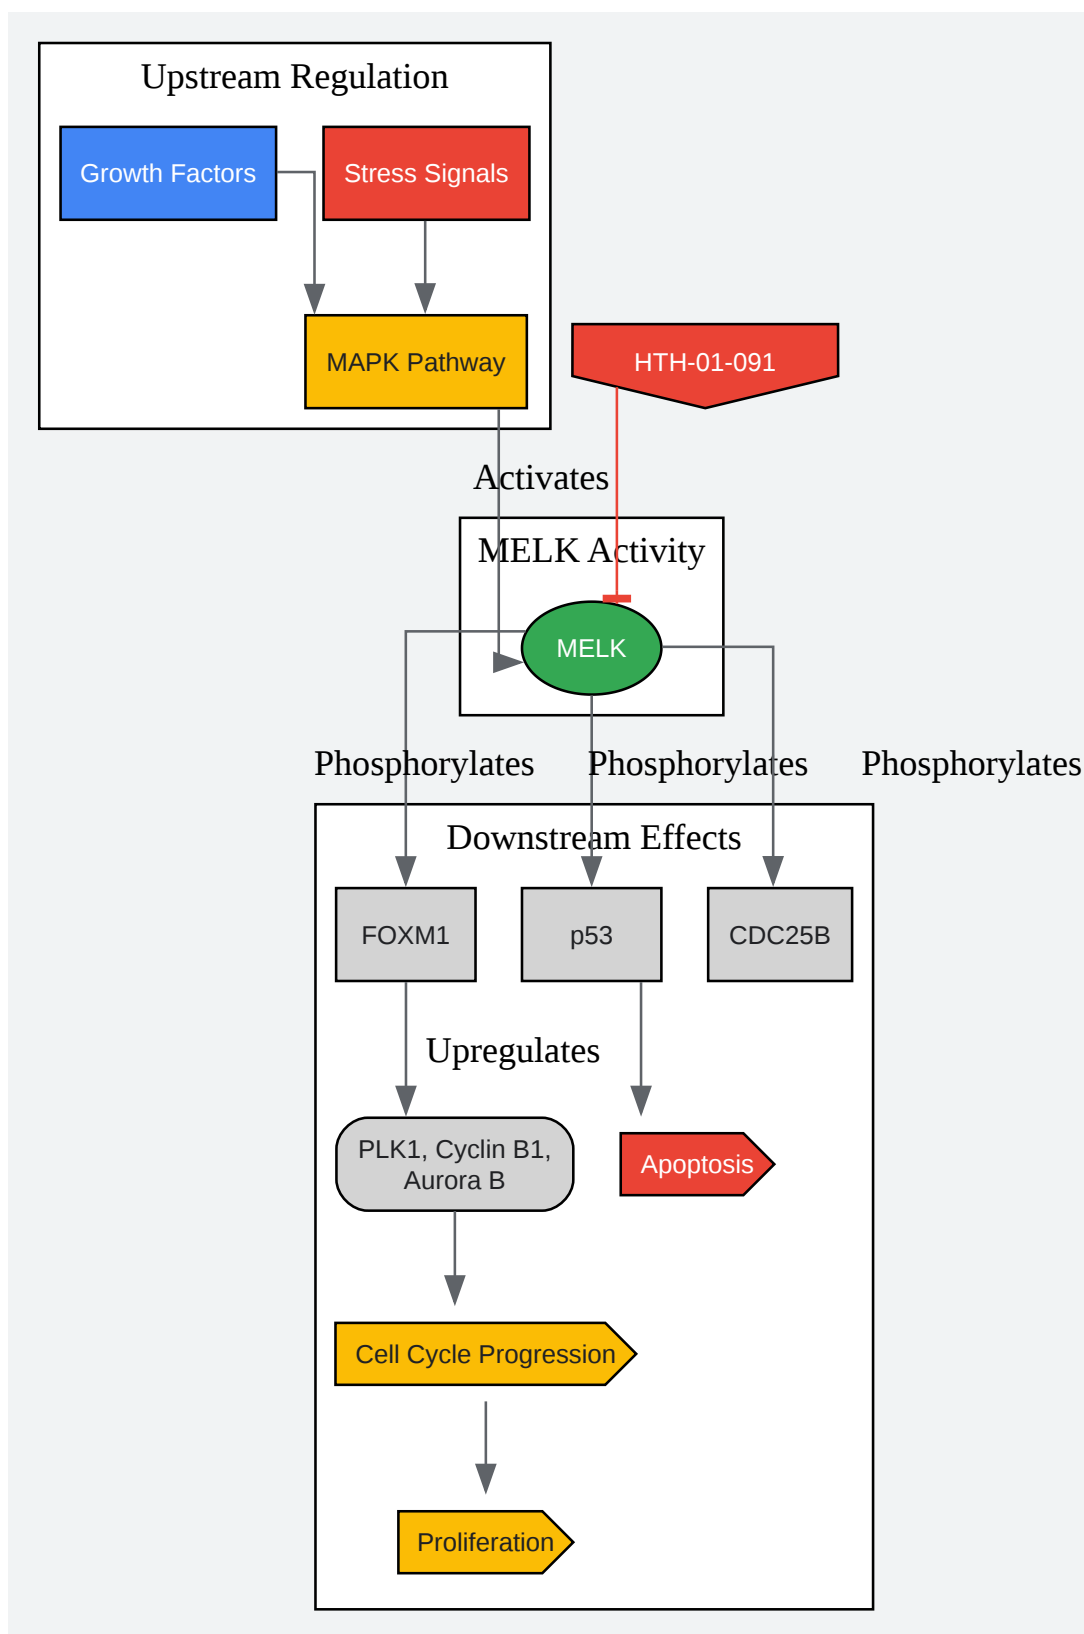 Upstream Regulation
Growth Factors
Stress Signals
MAPK Pathway
HTH-01-091
Activates
MELK Activity
MELK
Phosphorylates
Phosphorylates
Phosphorylates
Downstream Effects
FOXM1
p53
CDC25B
Upregulates
PLK1, Cyclin B1,
Aurora B
Apoptosis
Cell Cycle Progression
Proliferation